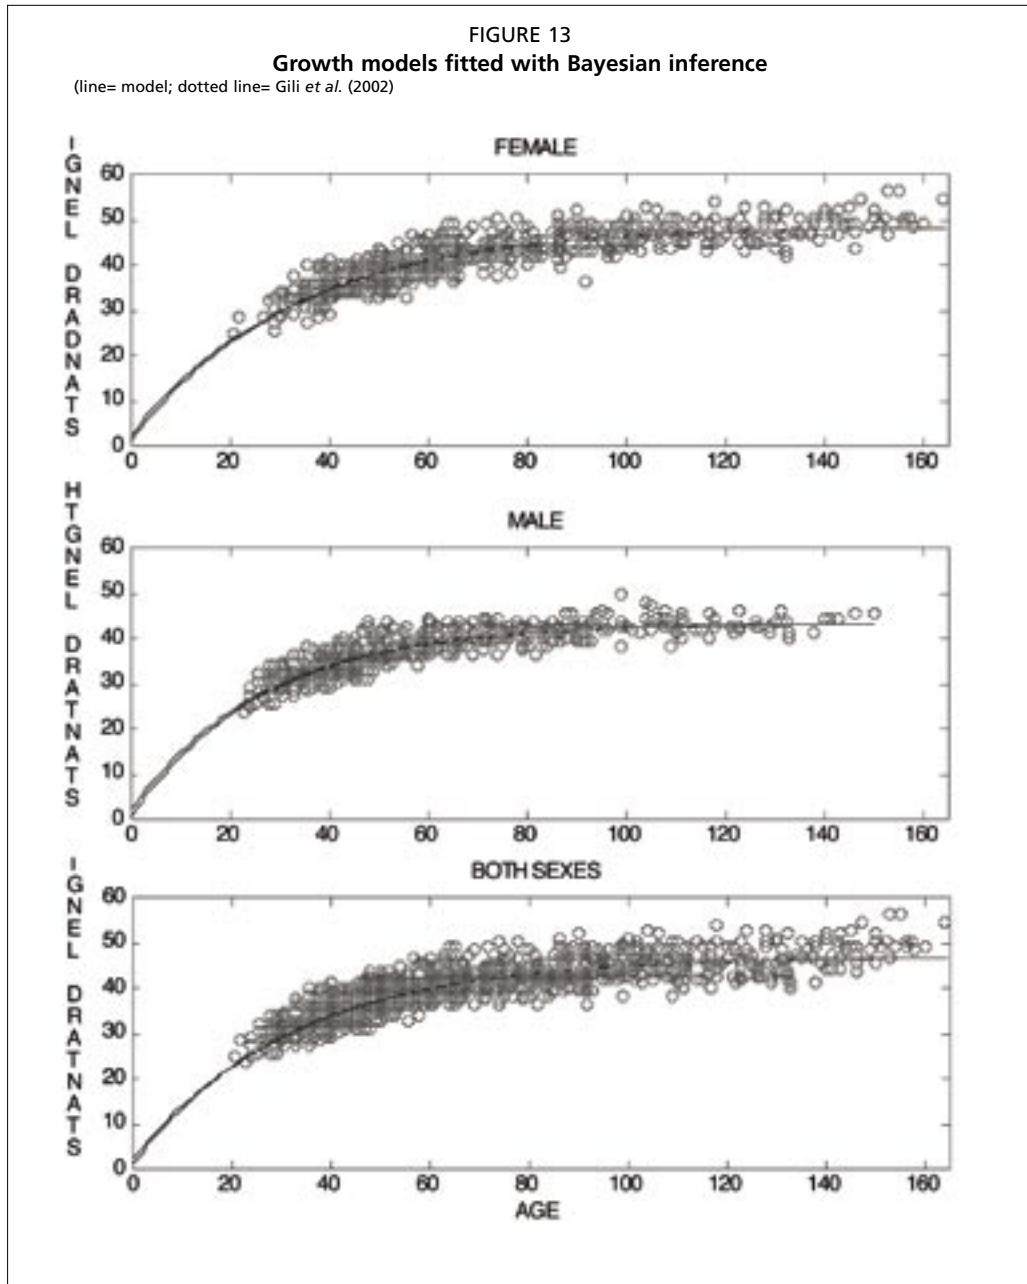 FIGURE 13
Growth models fitted with Bayesian inference
(line= model; dotted line= Gili et al. (2002)
FEMALE
IGNEL DRADNATS
60
50
40
30
20
10
0
0 20 40 60 80 100 120 140 160
MALE
HTGNEL DRATNATS
60
50
40
30
20
10
0
0 20 40 60 80 100 120 140 160
BOTH SEXES
IGNEL DRATNATS
60
50
40
30
20
10
0
0 20 40 60 80 100 120 140 160
AGE